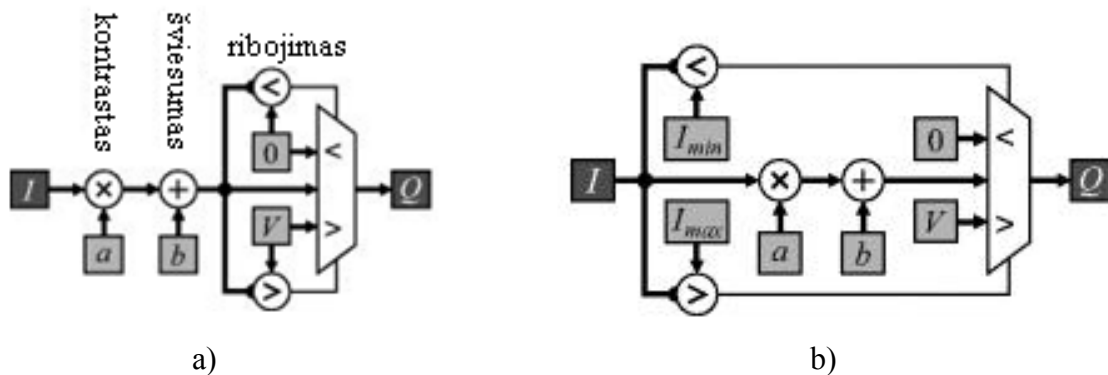 kontrastas
šviesumas
ribojimas
<
0
<
I × + Q
V
>
a b
>
<
I min
0
<
I × + Q
I max
V
>
a b
>
a) b)